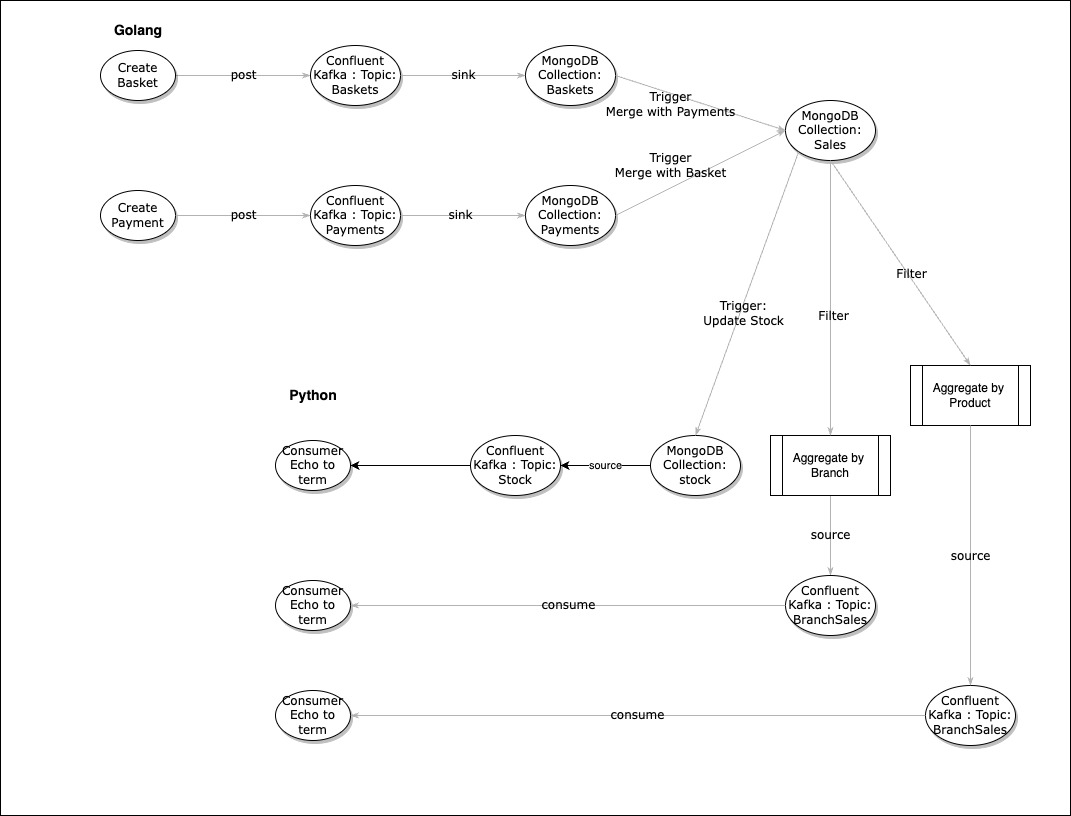 Golang
Create
Basket
post
Confluent
Kafka : Topic:
Baskets
sink
MongoDB
Collection:
Baskets
Trigger
Merge with Payments
MongoDB
Collection:
Sales
Trigger
Merge with Basket
Create
Payment
post
Confluent
Kafka : Topic:
Payments
sink
MongoDB
Collection:
Payments
Filter
Trigger:
Update Stock
Filter
Aggregate by
Product
Python
Consumer
Echo to
term
Confluent
Kafka : Topic:
Stock
source
MongoDB
Collection:
stock
Aggregate by
Branch
source
source
Consumer
Echo to
term
consume
Confluent
Kafka : Topic:
BranchSales
Consumer
Echo to
term
consume
Confluent
Kafka : Topic:
BranchSales